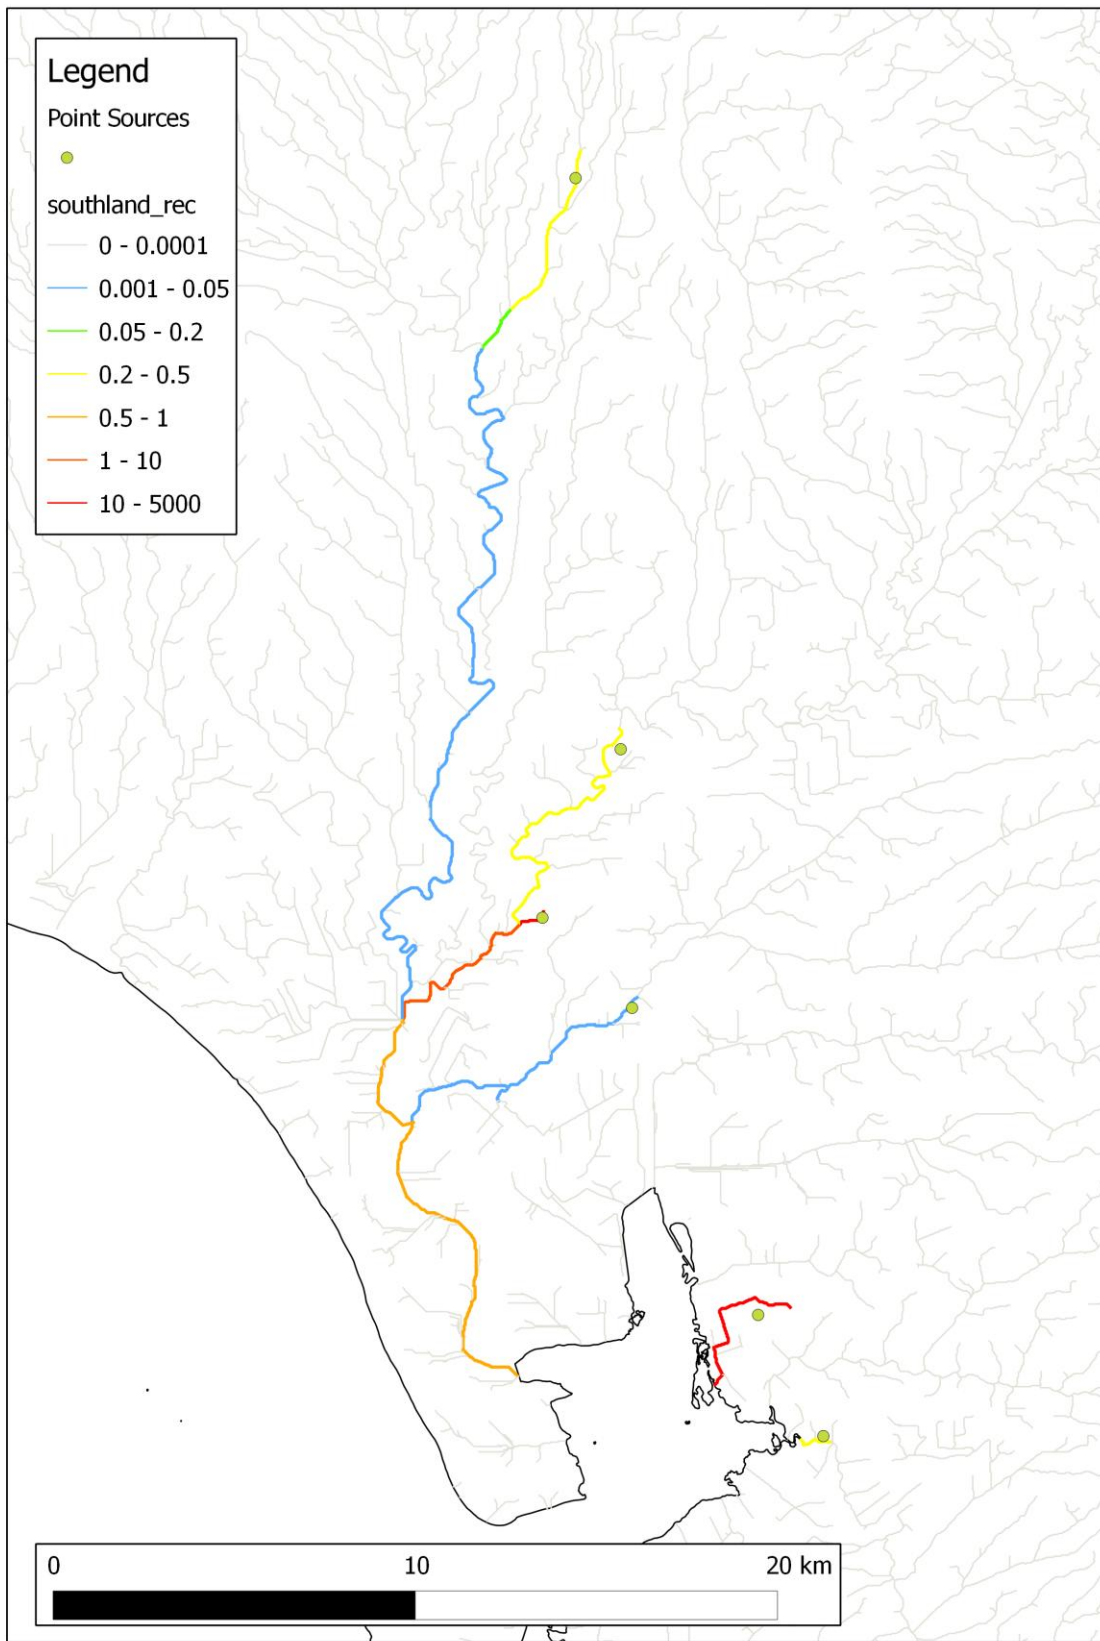 Legend
Point Sources
southland_rec
0 - 0.0001
0.001 - 0.05
0.05 - 0.2
0.2 - 0.5
0.5 - 1
1 - 10
10 - 5000
0 10 20 km